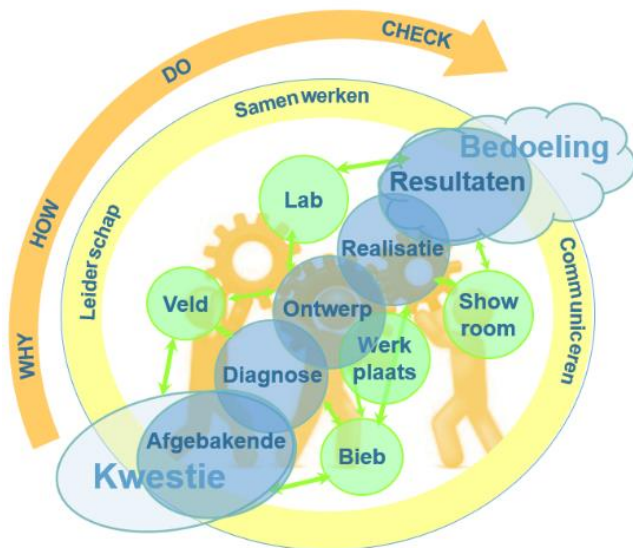 WHY
HOW
DO
CHECK
Leiderschap
Samenwerken
Communiceren
Bedoeling
Resultaten
Lab
Realisatie
Veld
Ontwerp
Show
room
Werk
plaats
Diagnose
Afgebakende
Kwestie
Bieb